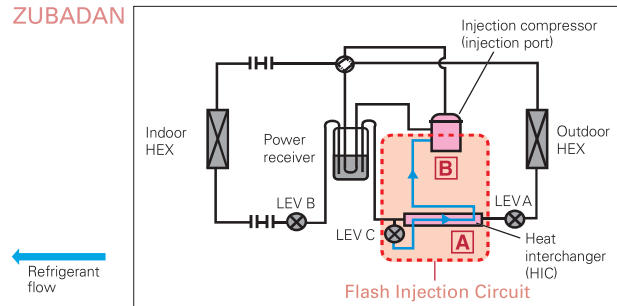 ZUBADAN
Injection compressor
(injection port)
Indoor
HEX
Power
receiver
Outdoor
HEX
B
LEV B
LEV A
LEV C
A
Heat
interchanger
(HIC)
Refrigerant
flow
Flash Injection Circuit